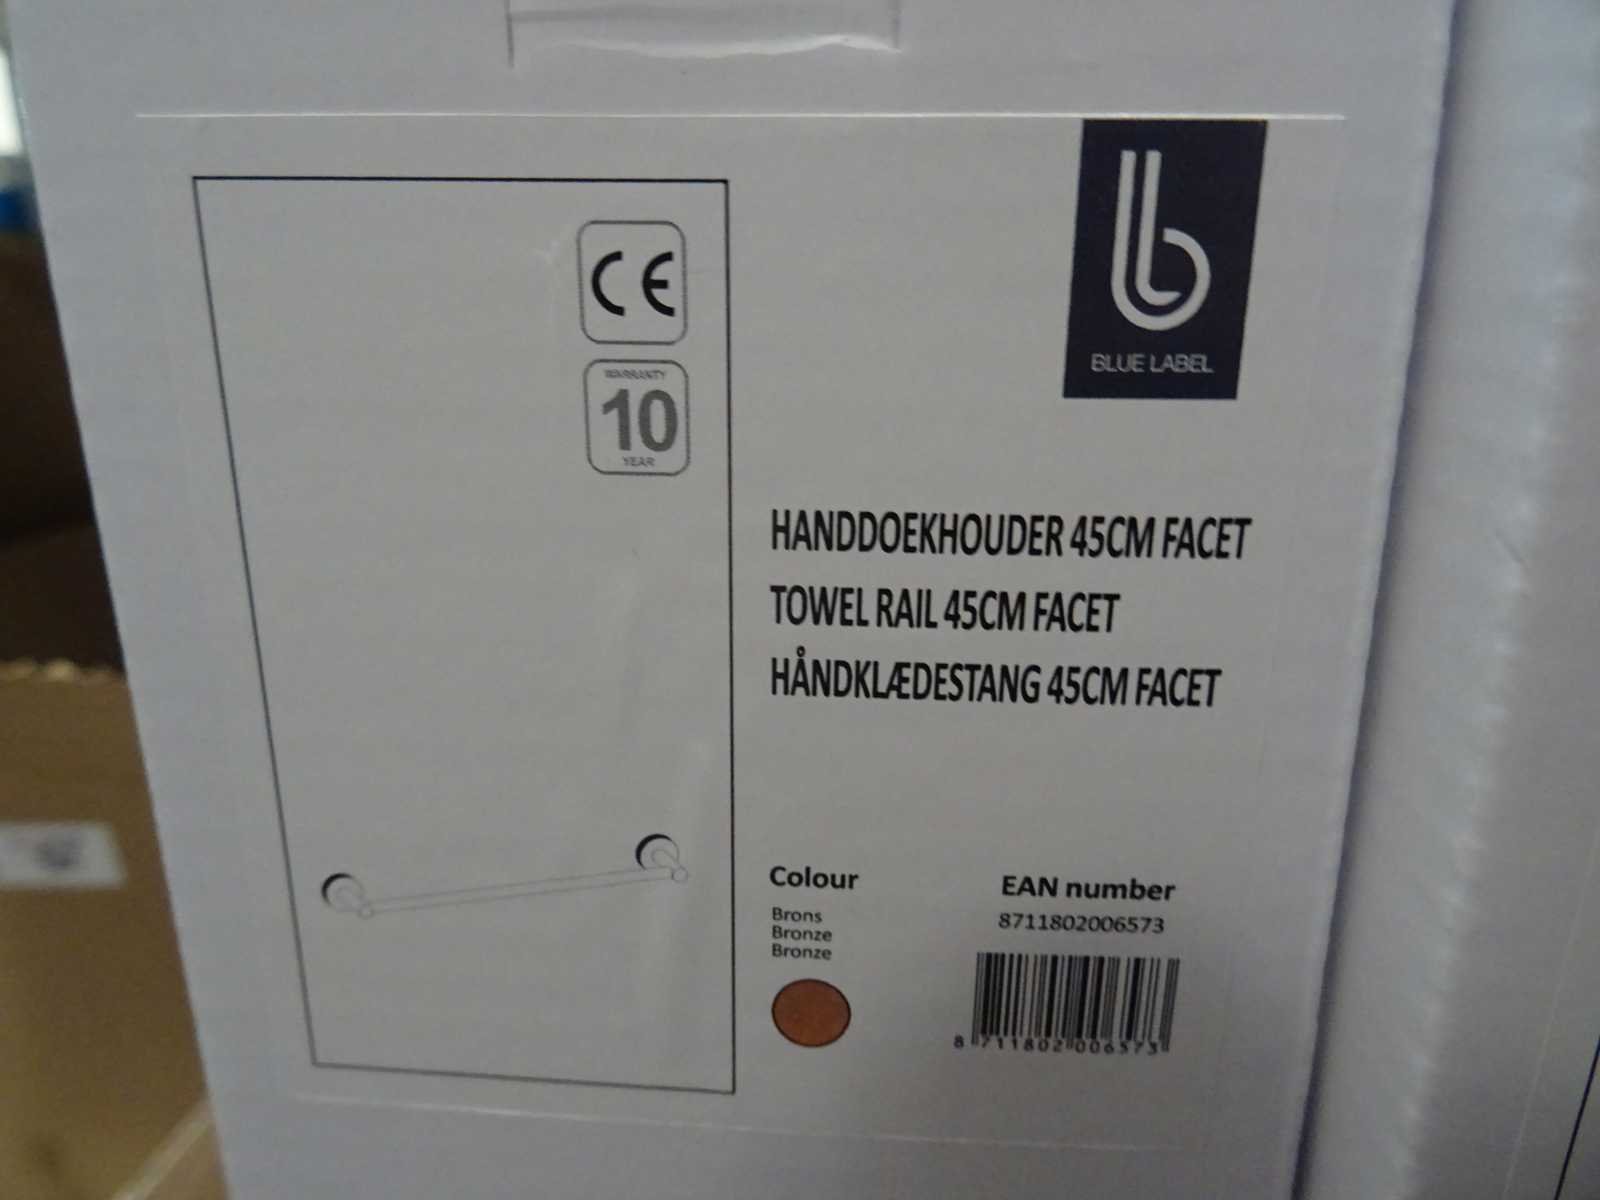 CE
WARRANTY
10
YEAR
b
BLUE LABEL
HANDDOEKHOUDER 45CM FACET
TOWEL RAIL 45CM FACET
HÅNDKLÆDESTANG 45CM FACET
Colour
Brons
Bronze
Bronze
EAN number
8711802006573
8 711802 006573